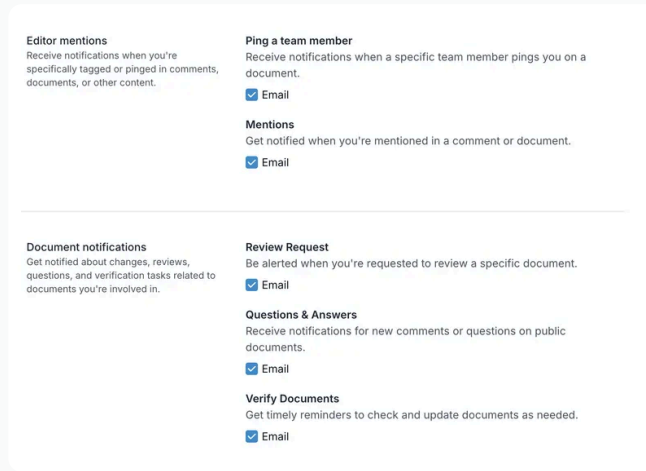 Editor mentions
Receive notifications when you're
specifically tagged or pinged in comments,
documents, or other content.
Ping a team member
Receive notifications when a specific team member pings you on a
document.
Email
Mentions
Get notified when you're mentioned in a comment or document.
Email
Document notifications
Get notified about changes, reviews,
questions, and verification tasks related to
documents you're involved in.
Review Request
Be alerted when you're requested to review a specific document.
Email
Questions & Answers
Receive notifications for new comments or questions on public
documents.
Email
Verify Documents
Get timely reminders to check and update documents as needed.
Email